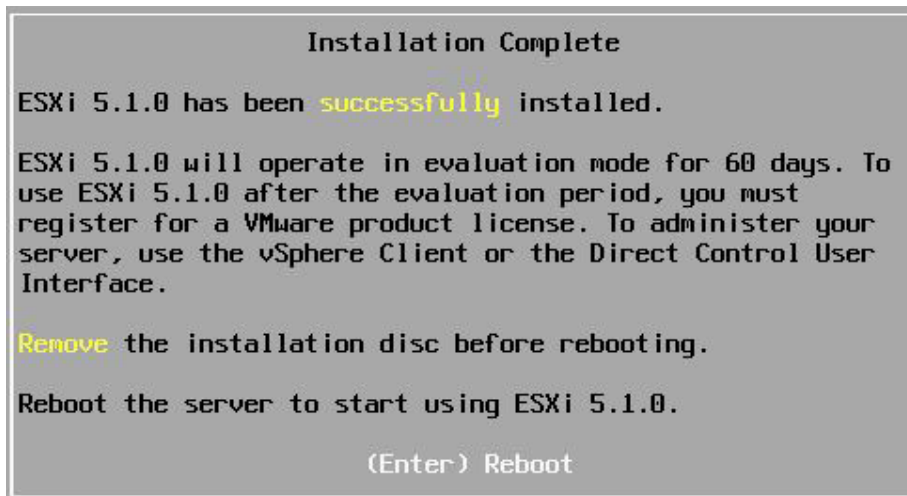 Installation Complete
ESXi 5.1.0 has been successfully installed.
ESXi 5.1.0 will operate in evaluation mode for 60 days. To
use ESXi 5.1.0 after the evaluation period, you must
register for a VMware product license. To administer your
server, use the vSphere Client or the Direct Control User
Interface.
Remove the installation disc before rebooting.
Reboot the server to start using ESXi 5.1.0.
(Enter) Reboot